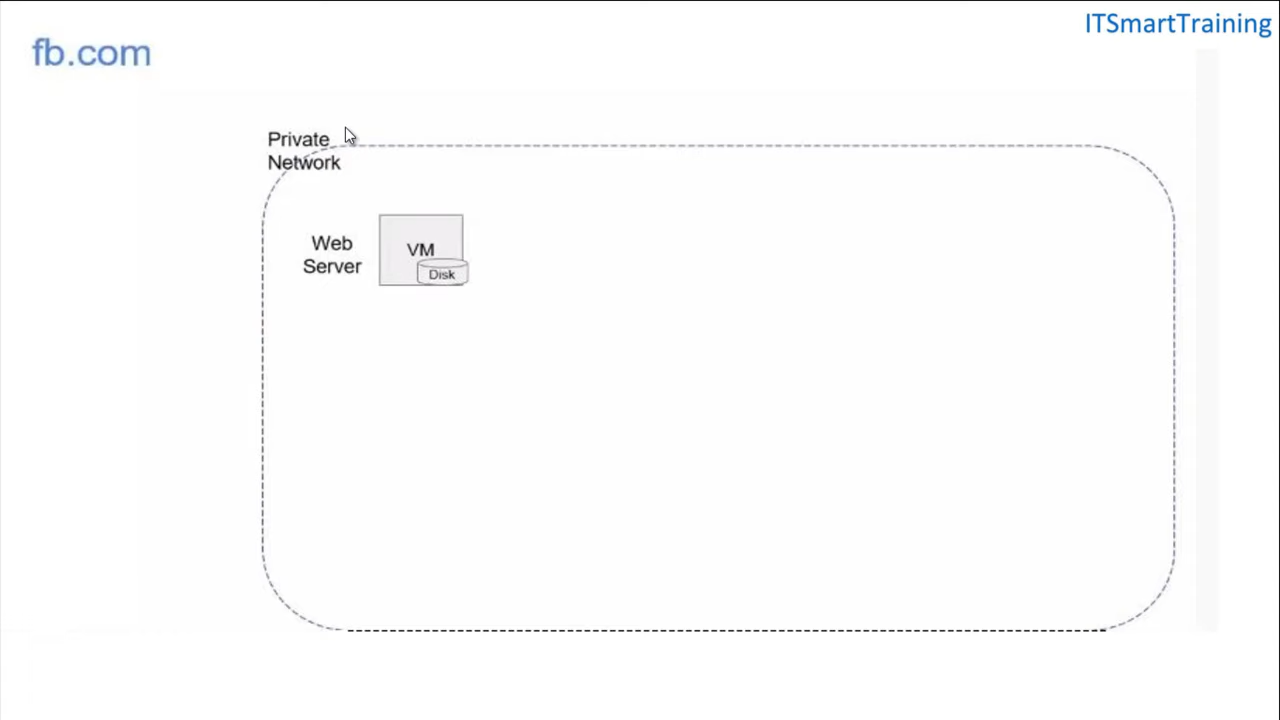 ITSmartTraining
fb.com
Private
Network
Web
Server
VM
Disk